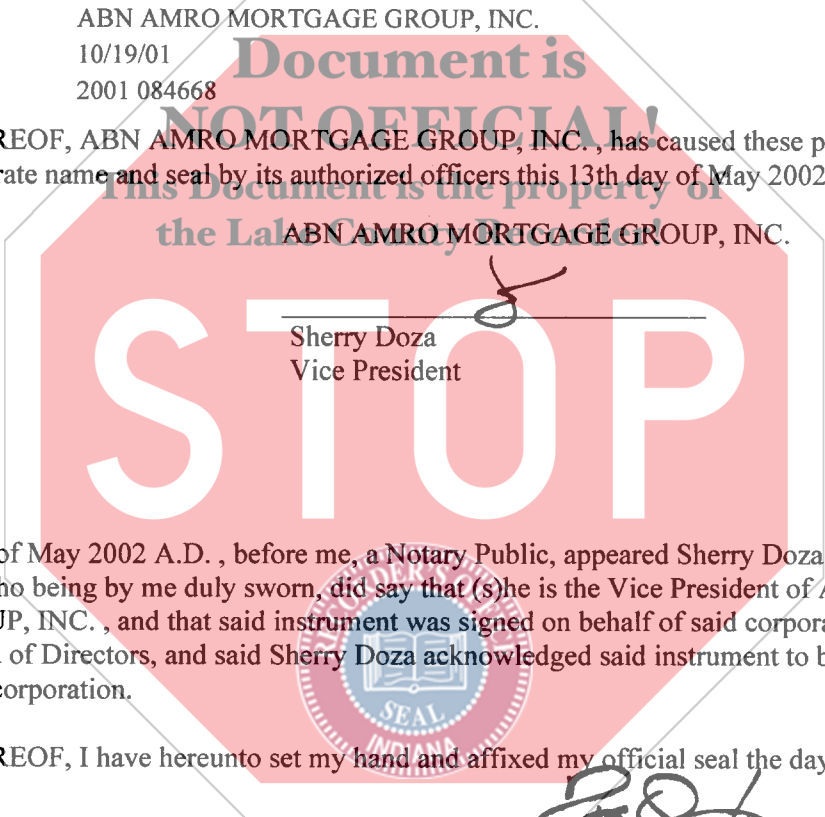 ABN AMRO MORTGAGE GROUP, INC.
10/19/01
2001 084668
Document is
NOT OFFICIAL!
REOF, ABN AMRO MORTGAGE GROUP, INC. , has caused these p
rate name and seal by its authorized officers this 13th day of May 2002
This Document is the property of
the Lake County Recorder!
ABN AMRO MORTGAGE GROUP, INC.
Sherry Doza
Vice President
STOP
of May 2002 A.D. , before me, a Notary Public, appeared Sherry Doza
ho being by me duly sworn, did say that (s)he is the Vice President of A
UP, INC. , and that said instrument was signed on behalf of said corpora
of Directors, and said Sherry Doza acknowledged said instrument to b
corporation.
SEAL
INDIANA
REOF, I have hereunto set my hand and affixed my official seal the day